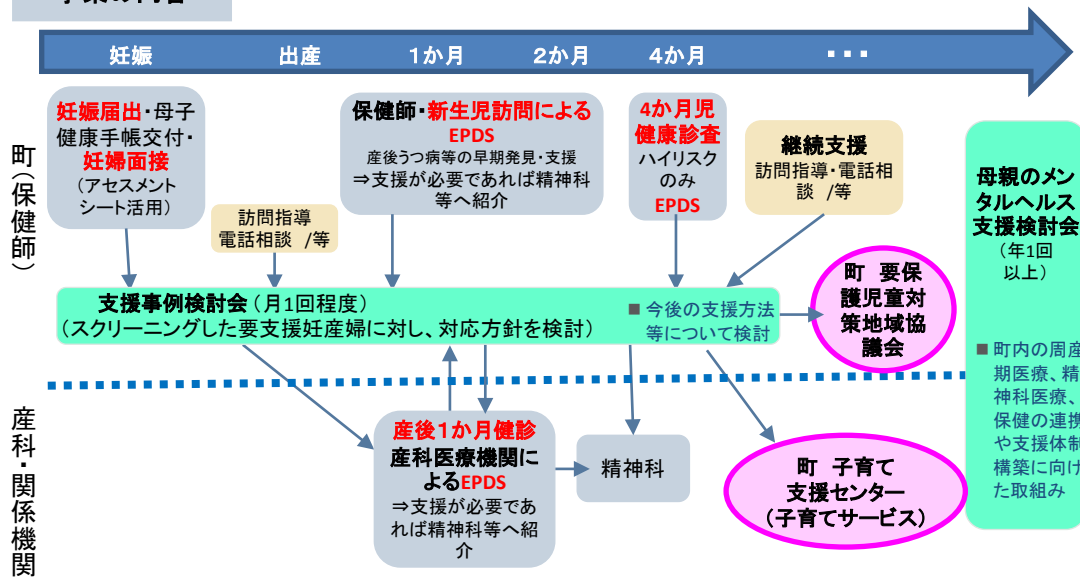 妊娠
出産
1か月
2か月
4か月
・・・
町(保健師)
妊娠届出・母子
健康手帳交付・
妊婦面接
(アセスメント
シート活用)
訪問指導
電話相談 /等
保健師・新生児訪問による
EPDS
産後うつ病等の早期発見・支援
⇒支援が必要であれば精神科
等へ紹介
4か月児
健康診査
ハイリスク
のみ
EPDS
継続支援
訪問指導・電話相
談 /等
支援事例検討会(月1回程度)
(スクリーニングした要支援妊産婦に対し、対応方針を検討)
■ 今後の支援方法
等について検討
町 要保
護児童対
策地域協
議会
母親のメン
タルヘルス
支援検討会
(年1回
以上)
■ 町内の周産
期医療、精
神科医療、
保健の連携
や支援体制
構築に向け
た取組み
産科・関係機関
産後1か月健診
産科医療機関に
よるEPDS
⇒支援が必要であ
れば精神科等へ紹
介
精神科
町 子育て
支援センター
(子育てサービス)